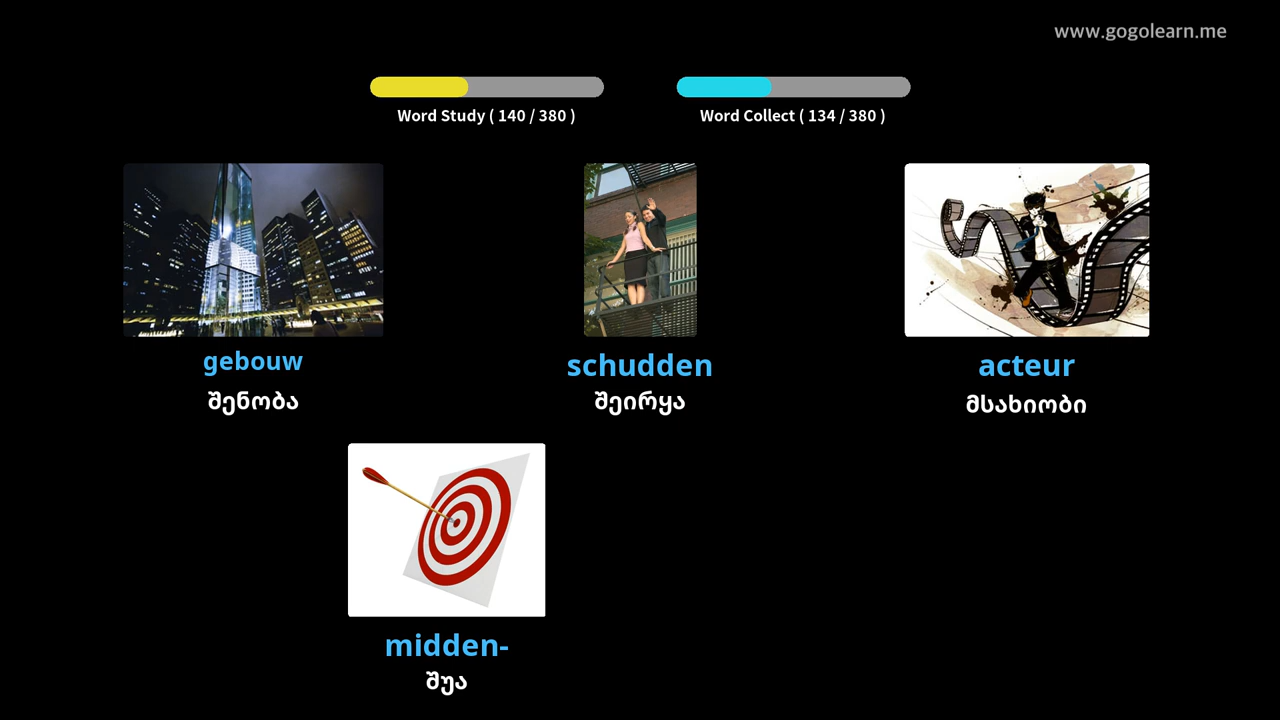 www.gogolearn.me
Word Study ( 140 / 380 )
Word Collect ( 134 / 380 )
gebouw
შენობა
schudden
შეირყა
acteur
მსახიობი
midden-
შუა